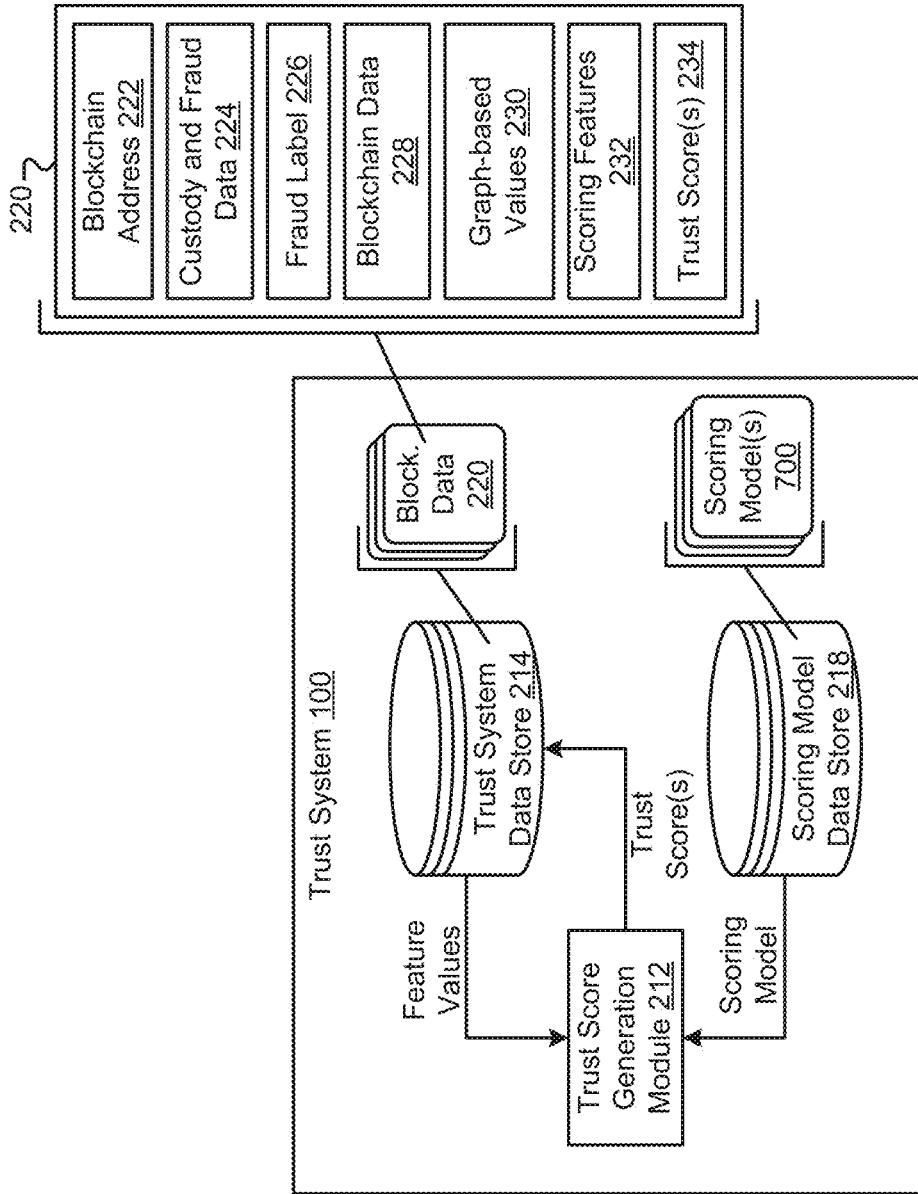 Trust System 100
Feature
Values
Trust Score
Generation
Module 212
Scoring
Model
Trust
Score(s)
Trust System
Data Store 214
Scoring Model
Data Store 218
Block.
Data
220
Scoring
Model(s)
700
220
Blockchain
Address 222
Custody and Fraud
Data 224
Fraud Label 226
Blockchain Data
228
Graph-based
Values 230
Scoring Features
232
Trust Score(s) 234